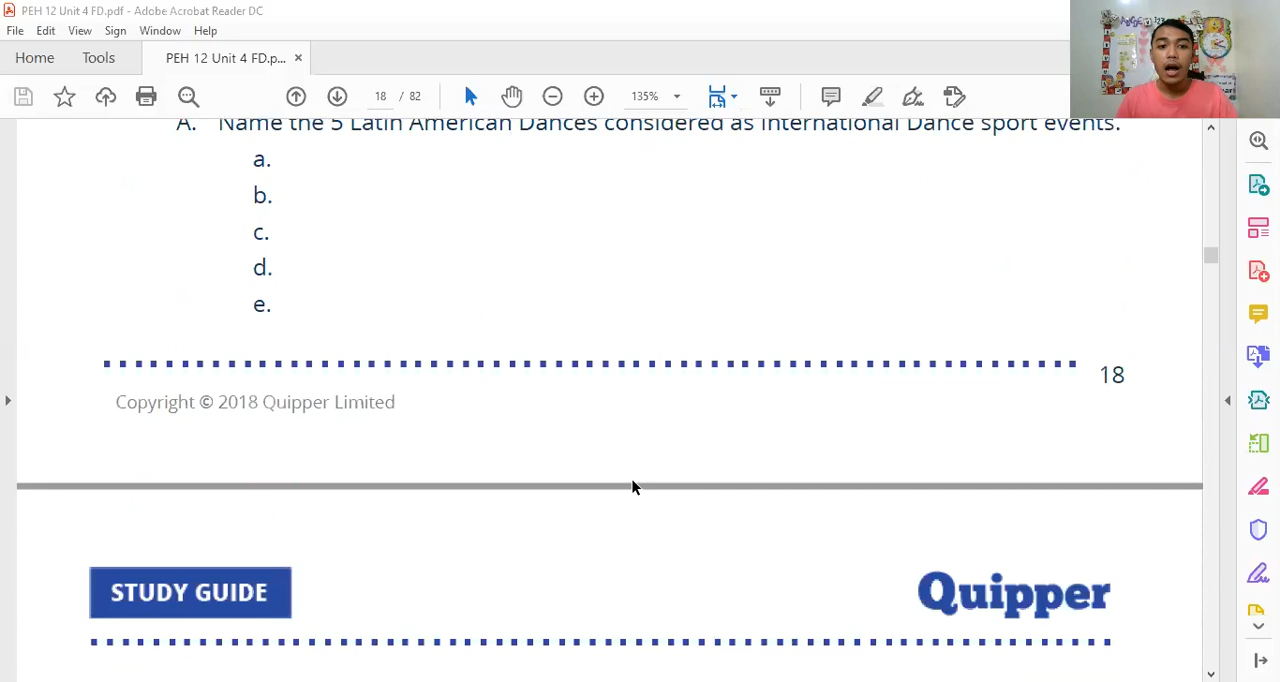 PEH 12 Unit 4 FD.pdf - Adobe Acrobat Reader DC
File Edit View Sign Window Help
Home Tools PEH 12 Unit 4 FD.p... ×
18 / 82 135%
A. Name the 5 Latin American Dances considered as International Dance sport events.
a.
b.
c.
d.
e.
18
Copyright © 2018 Quipper Limited
STUDY GUIDE Quipper